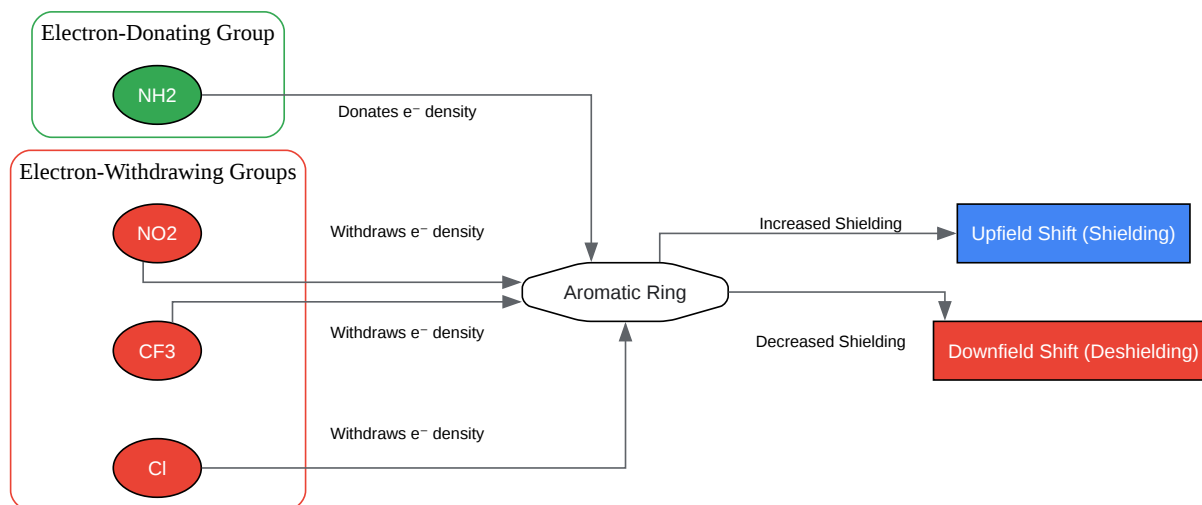 Electron-Donating Group
NH2
Donates e⁻ density
Electron-Withdrawing Groups
NO2
Withdraws e⁻ density
Increased Shielding
Upfield Shift (Shielding)
Aromatic Ring
CF3
Withdraws e⁻ density
Decreased Shielding
Downfield Shift (Deshielding)
Withdraws e⁻ density
Cl